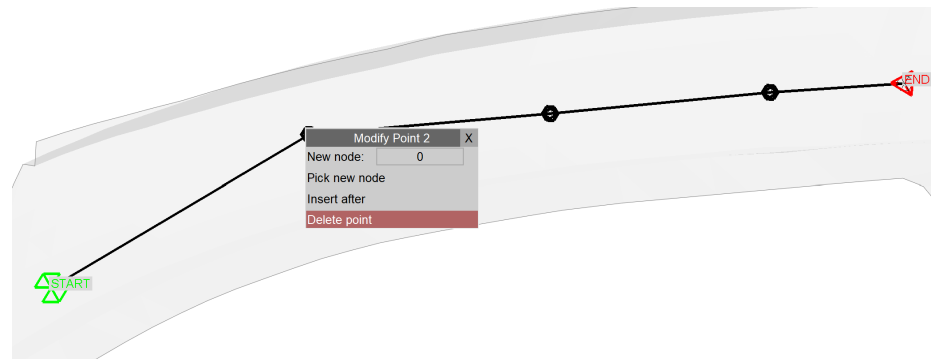 END
Modify Point 2 X
New node: 0
Pick new node
Insert after
Delete point
START